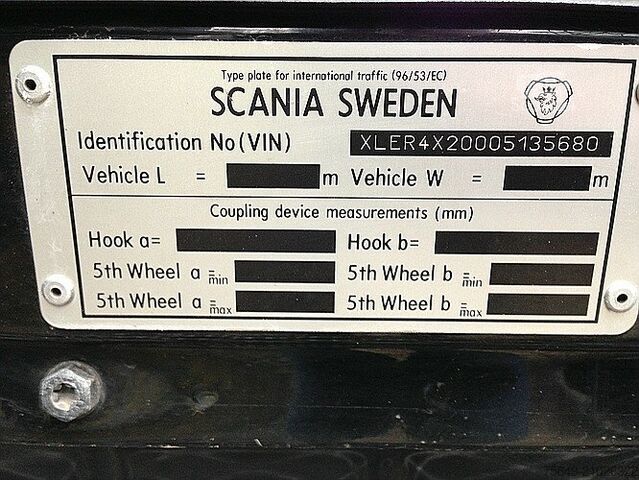 Type plate for international traffic (96/53/EC)
SCANIA SWEDEN
Identification No (VIN) XLER4X20005135680
Vehicle L = m Vehicle W = m
Coupling device measurements (mm)
Hook a= Hook b=
5th Wheel a = min 5th Wheel b = min
5th Wheel a = max 5th Wheel b = max